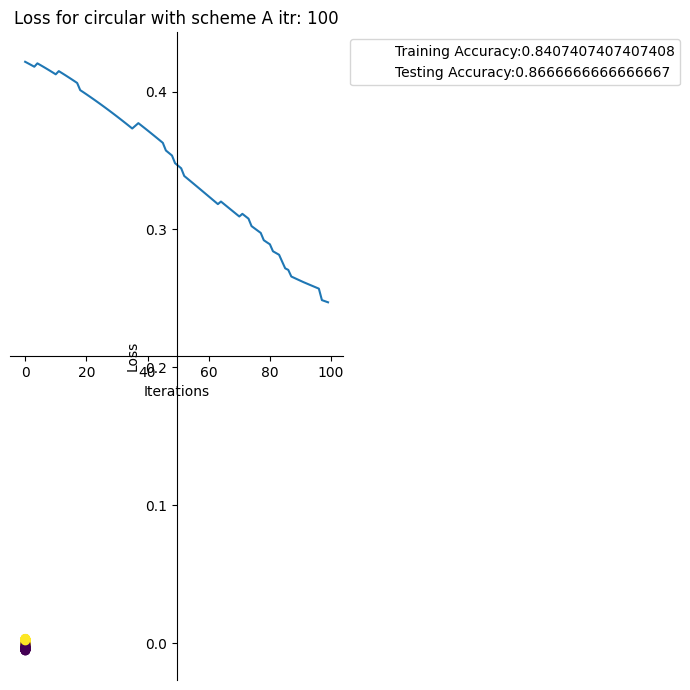 Loss for circular with scheme A itr: 100
Training Accuracy:0.8407407407407408
Testing Accuracy:0.8666666666666667
0.4
0.3
0.2
0.1
0.0
Loss
0 20 40 60 80 100
Iterations